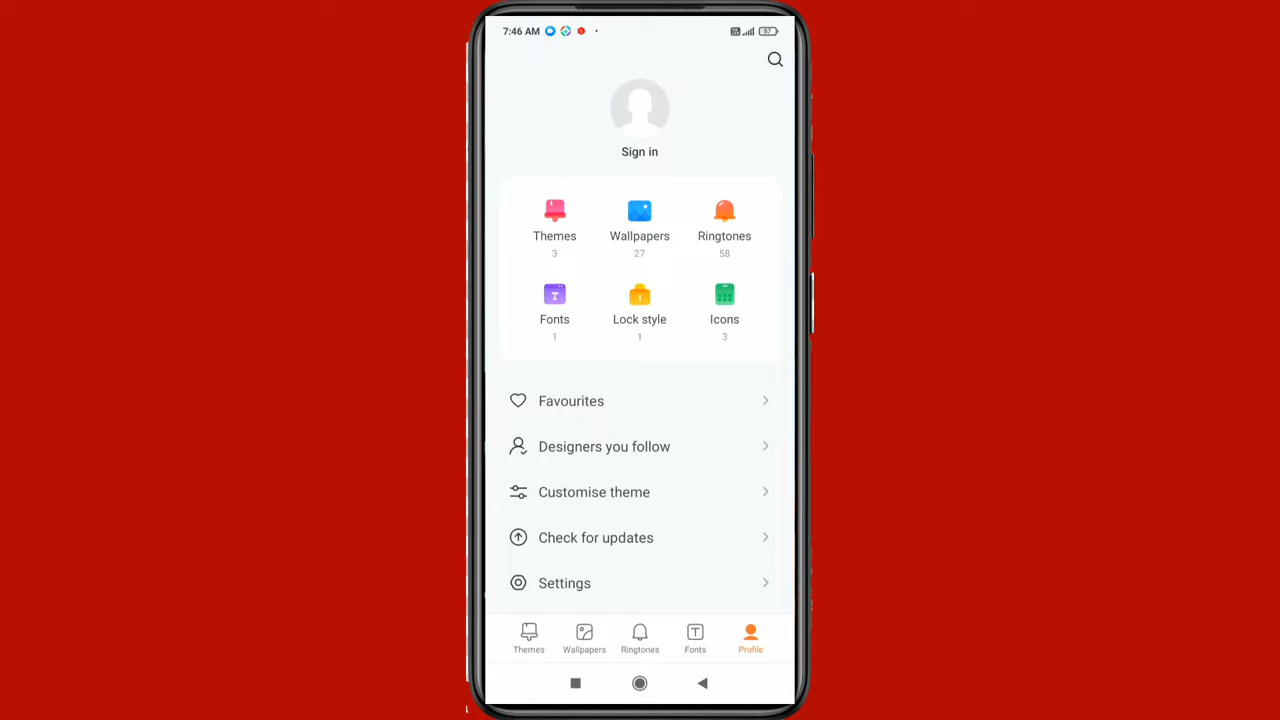 7:46 AM
57
Sign in
Themes Wallpapers Ringtones
3 27 58
Fonts Lock style Icons
1 1 3
Favourites
Designers you follow
Customise theme
Check for updates
Settings
Themes Wallpapers Ringtones Fonts Profile